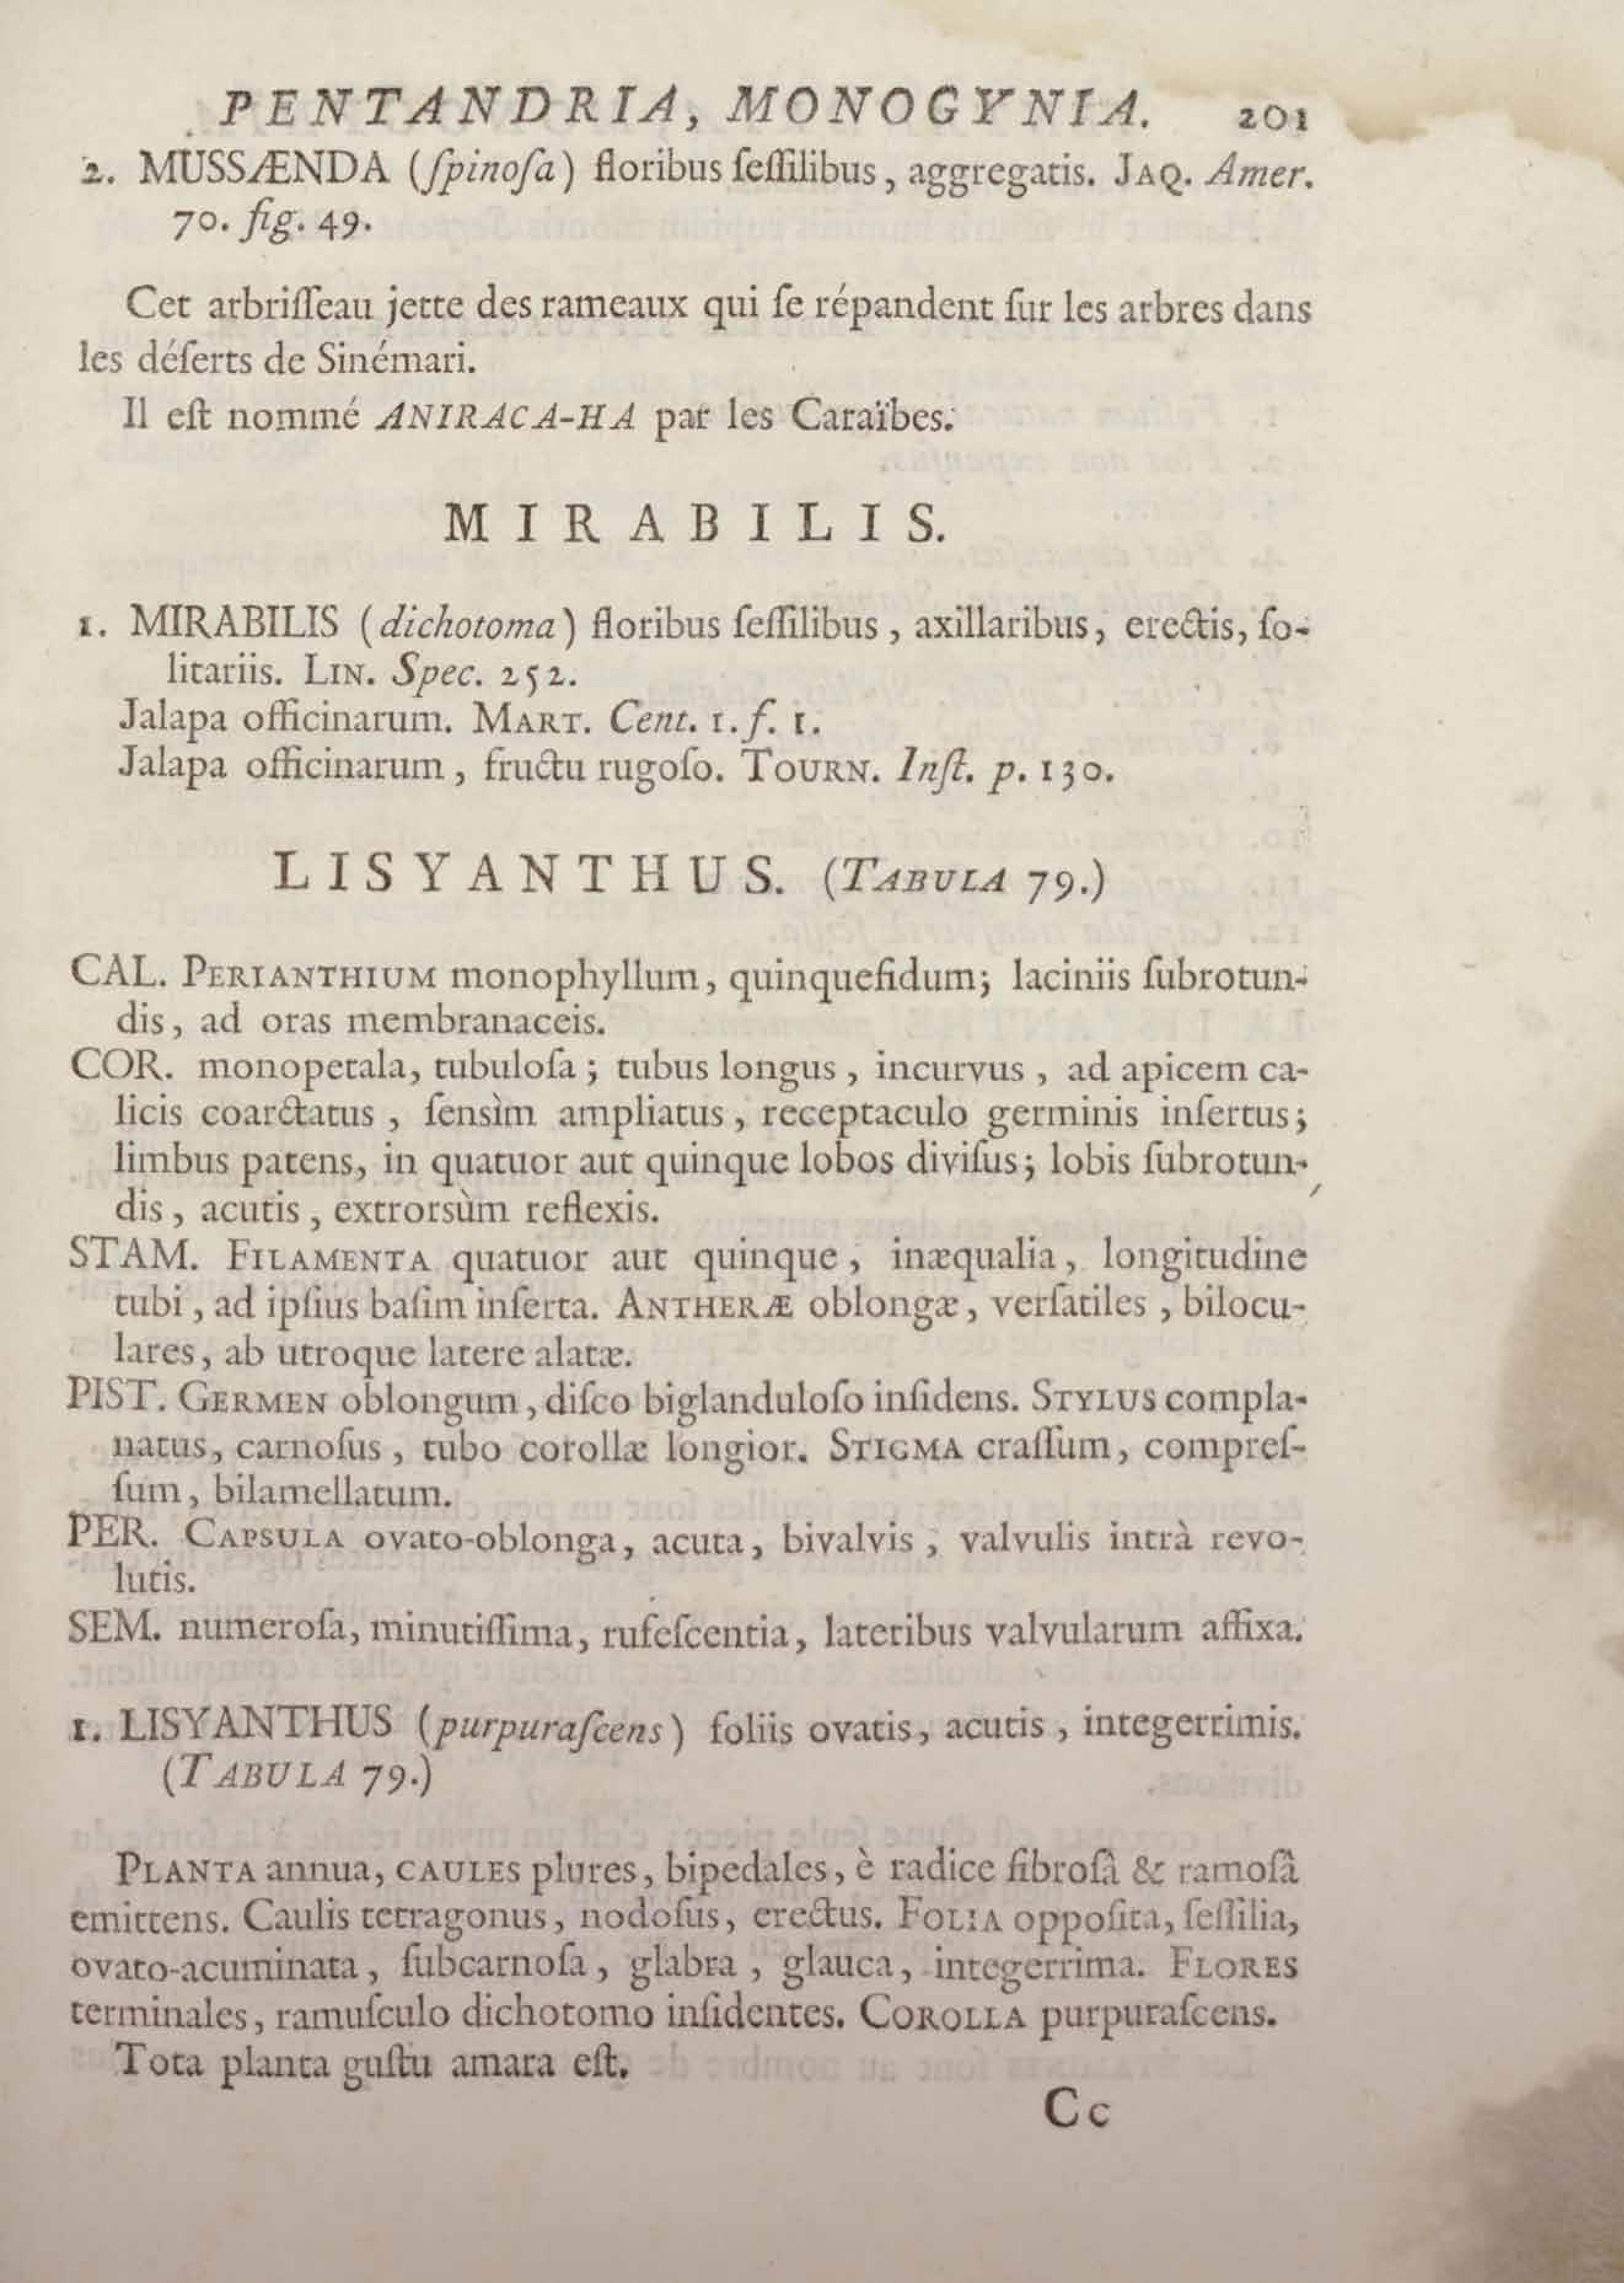 PENTANDRIA, MONOGYNIA. 201
2. MUSSÆNDA (ſpinoſa) floribus ſeſſilibus, aggregatis. JAQ. Amer.
70. fig. 49.
Cet arbriſſeau jette des rameaux qui ſe répandent ſur les arbres dans
les déſerts de Sinémari.
Il eſt nommé ANIRACA-HA par les Caraïbes.
MIRABILIS.
1. MIRABILIS (dichotoma) floribus ſeſſilibus, axillaribus, erectis, ſo-
litariis. LIN. Spec. 252.
Jalapa officinarum. MART. Cent. 1. f. 1.
Jalapa officinarum, fructu rugoſo. TOURN. Inſt. p. 130.
LISYANTHUS. (TABULA 79.)
CAL. PERIANTHIUM monophyllum, quinquefidum; laciniis ſubrotun-
dis, ad oras membranaceis.
COR. monopetala, tubuloſa; tubus longus, incurvus, ad apicem ca-
licis coarctatus, ſensìm ampliatus, receptaculo germinis inſertus;
limbus patens, in quatuor aut quinque lobos diviſus; lobis ſubrotun-
dis, acutis, extrorsùm reflexis.
STAM. FILAMENTA quatuor aut quinque, inæqualia, longitudine
tubi, ad ipſius baſim inſerta. ANTHERÆ oblongæ, verſatiles, bilocu-
lares, ab utroque latere alatæ.
PIST. GERMEN oblongum, diſco biglanduloſo inſidens. STYLUS compla-
natus, carnoſus, tubo corollæ longior. STIGMA craſſum, compreſ-
ſum, bilamellatum.
PER. CAPSULA ovato-oblonga, acuta, bivalvis, valvulis intrà revo-
lutis.
SEM. numeroſa, minutiſſima, rufeſcentia, lateribus valvularum affixa.
1. LISYANTHUS (purpuraſcens) foliis ovatis, acutis, integerrimis.
(TABULA 79.)
PLANTA annua, CAULES plures, bipedales, è radice fibroſâ & ramoſâ
emittens. Caulis tetragonus, nodoſus, erectus. FOLIA oppoſita, ſeſſilia,
ovato-acuminata, ſubcarnoſa, glabra, glauca, integerrima. FLORES
terminales, ramuſculo dichotomo inſidentes. COROLLA purpuraſcens.
Tota planta guſtu amara eſt.
Cc